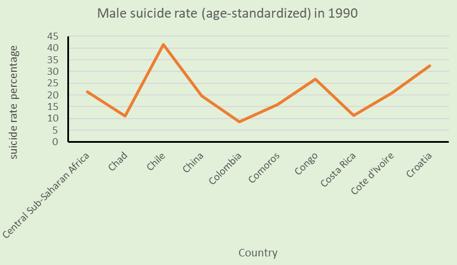 Male suicide rate (age-standardized) in 1990
suicide rate percentage
45
40
35
30
25
20
15
10
5
0
Central Sub-Saharan Africa
Chad
Chile
China
Colombia
Comoros
Congo
Costa Rica
Cote d'Ivoire
Croatia
Country